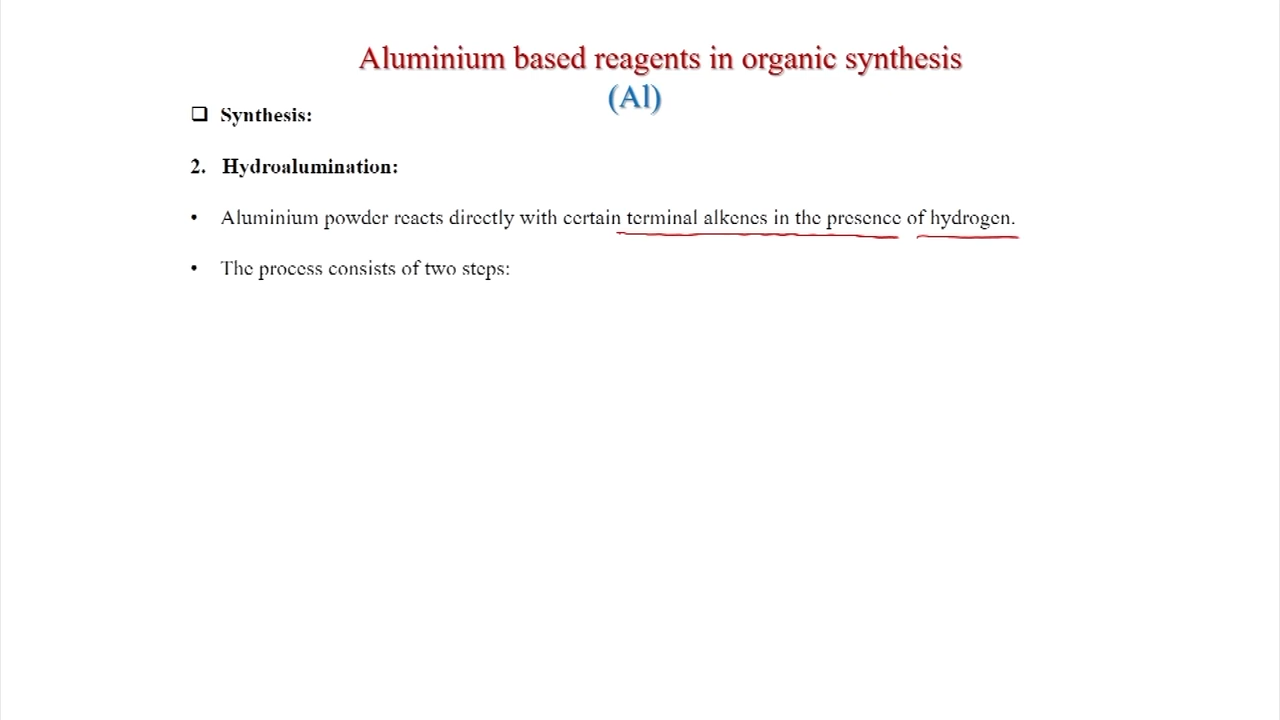 Aluminium based reagents in organic synthesis
(Al)
❑ Synthesis:
2. Hydroalumination:
• Aluminium powder reacts directly with certain terminal alkenes in the presence of hydrogen.
• The process consists of two steps: